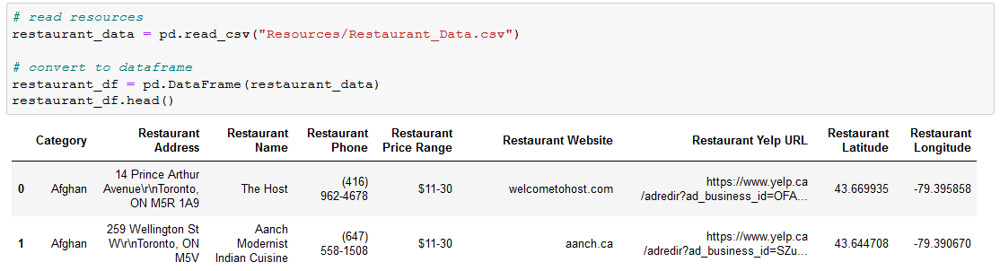 # read resources
restaurant_data = pd.read_csv("Resources/Restaurant_Data.csv")
# convert to dataframe
restaurant_df = pd.DataFrame(restaurant_data)
restaurant_df.head()
Category Restaurant Address Restaurant Name Restaurant Phone Restaurant Price Range Restaurant Website Restaurant Yelp URL Restaurant Latitude Restaurant Longitude
0 Afghan 14 Prince Arthur Avenue\r\nToronto, ON M5R 1A9 The Host (416) 962-4678 $11-30 welcometohost.com https://www.yelp.ca/adredir?ad_business_id=OFA... 43.669935 -79.395858
1 Afghan 259 Wellington St W\r\nToronto, ON M5V Aanch Modernist Indian Cuisine (647) 558-1508 $11-30 aanch.ca https://www.yelp.ca/adredir?ad_business_id=SZu... 43.644708 -79.390670